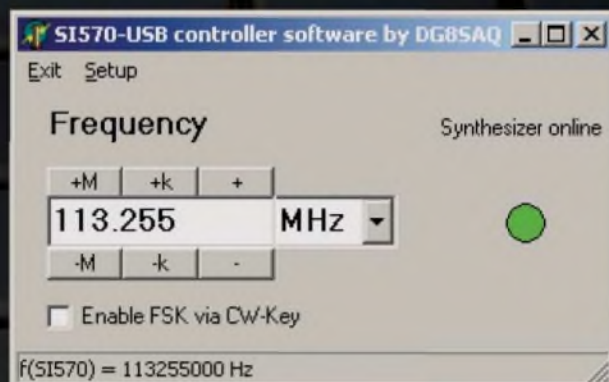 SI570-USB controller software by DG8SAQ
Exit Setup
Frequency
Synthesizer online
+M +k +
113.255 MHz
-M -k -
Enable FSK via CW-Key
f(SI570) = 113255000 Hz